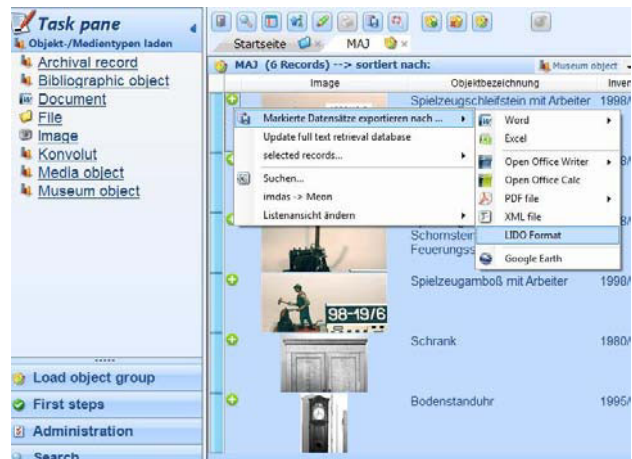 Task pane
Objekt-/Medientypen laden
Archival record
Bibliographic object
Document
File
Image
Konvolut
Media object
Museum object
Load object group
First steps
Administration
Search
Startseite
MAJ
MAJ (6 Records) --> sortiert nach:
Museum object
Image
Objektbezeichnung
Inver
Spielzeugschleifstein mit Arbeiter
1998/
Markierte Datensätze exportieren nach ...
Update full text retrieval database
selected records...
Suchen...
imdas -> Meon
Listenansicht ändern
Word
Excel
Open Office Writer
Open Office Calc
PDF file
XML file
LIDO Format
Google Earth
Schornstein
Feuerungss
Spielzeugamboß mit Arbeiter
1998/
98-19/6
Schrank
1980/
Bodenstanduhr
1995/